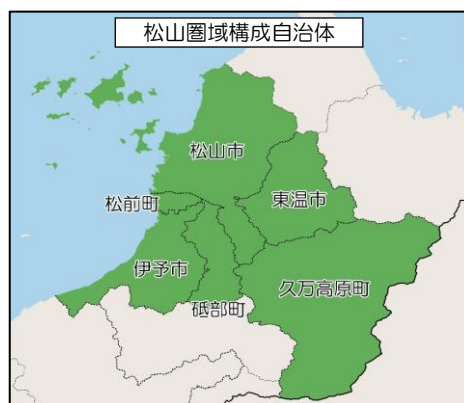 松山圏域構成自治体
松山市
東温市
松前町
伊予市
久万高原町
砥部町